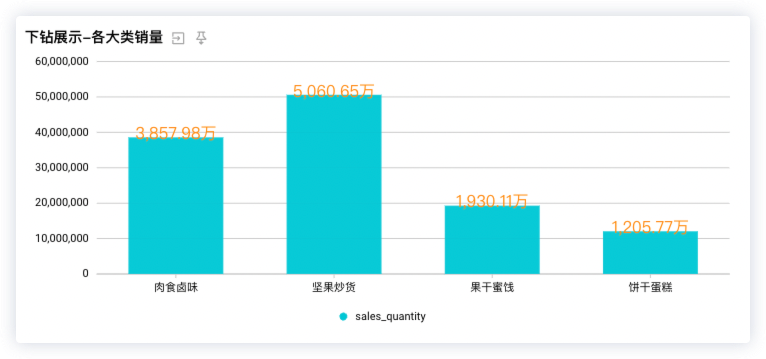 下钻展示-各大类销量
60,000,000
50,000,000
40,000,000
30,000,000
20,000,000
10,000,000
0
3,857.98万
5,060.65万
1,930.11万
1,205.77万
肉食卤味
坚果炒货
果干蜜饯
饼干蛋糕
sales_quantity